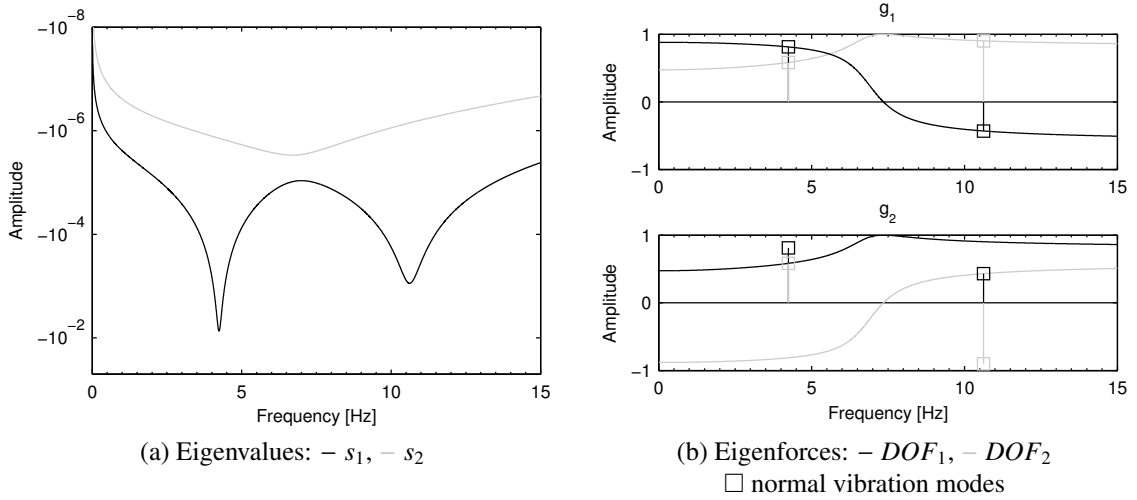 −10⁻⁸
−10⁻⁶
−10⁻⁴
−10⁻²
Amplitude
0 5 10 15
Frequency [Hz]
(a) Eigenvalues: – s₁, – s₂
g₁
1
0
−1
Amplitude
0 5 10 15
g₂
1
0
−1
Amplitude
0 5 10 15
Frequency [Hz]
(b) Eigenforces: – DOF₁, – DOF₂
□ normal vibration modes